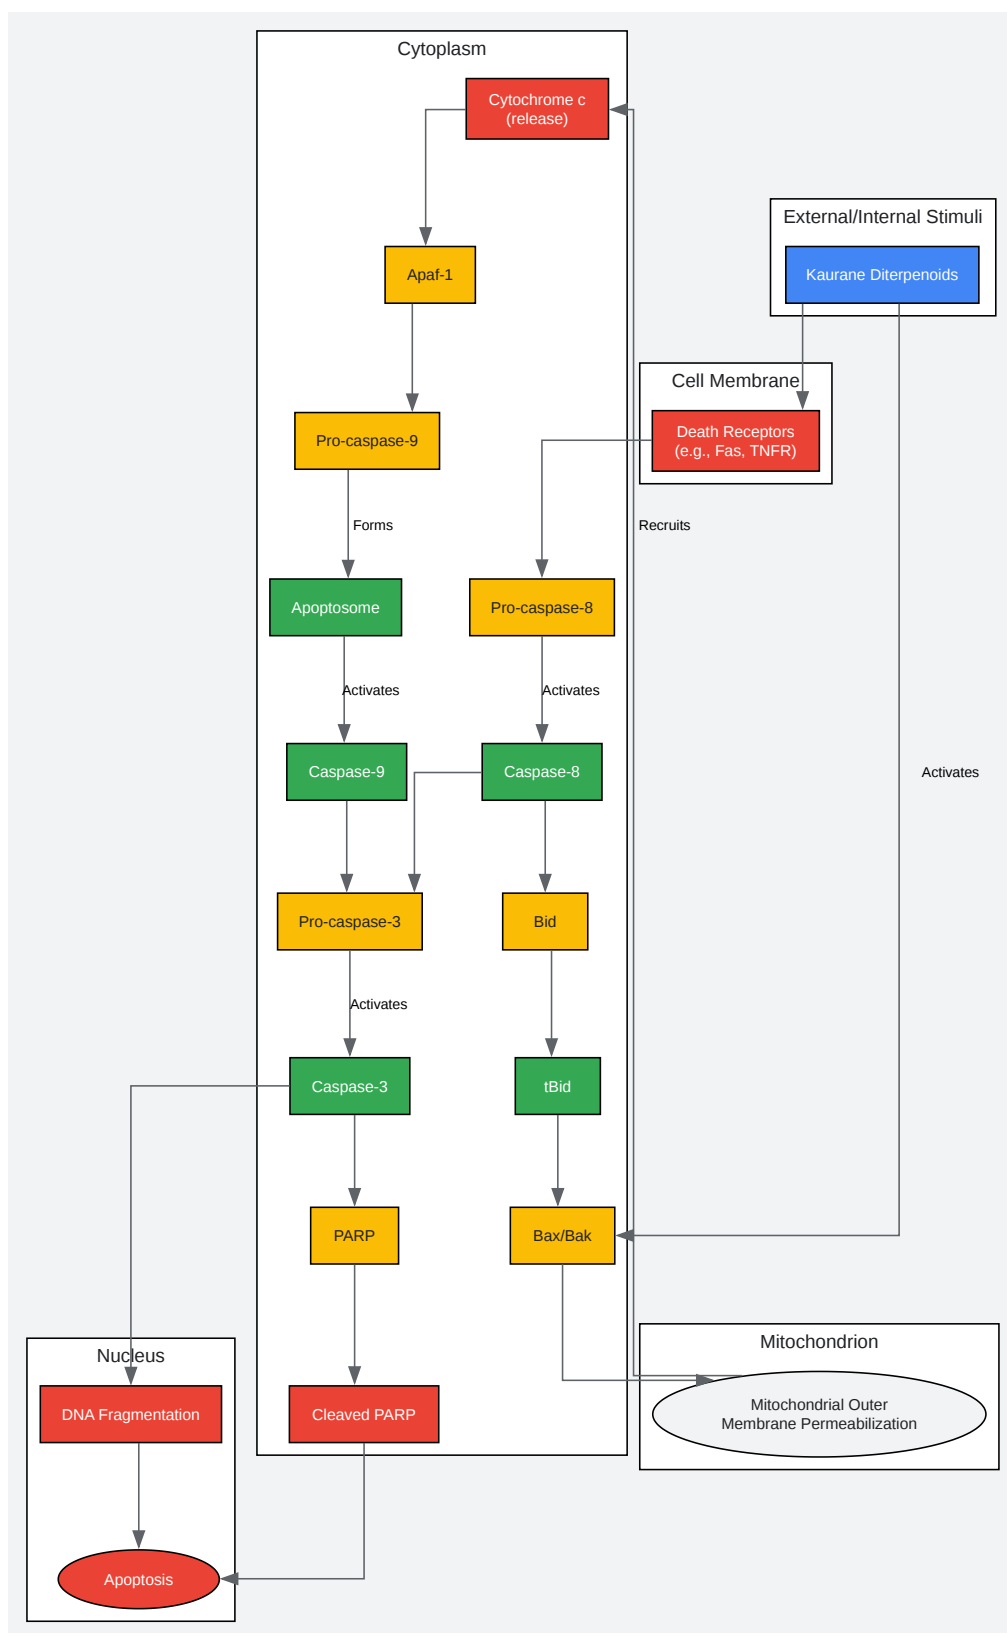 Cytoplasm
Cytochrome c
(release)
External/Internal Stimuli
Apaf-1
Kaurane Diterpenoids
Cell Membrane
Pro-caspase-9
Death Receptors
(e.g., Fas, TNFR)
Forms
Recruits
Apoptosome
Pro-caspase-8
Activates
Activates
Caspase-9
Caspase-8
Activates
Pro-caspase-3
Bid
Activates
Caspase-3
tBid
PARP
Bax/Bak
Mitochondrion
Nucleus
Mitochondrial Outer
Membrane Permeabilization
DNA Fragmentation
Cleaved PARP
Apoptosis